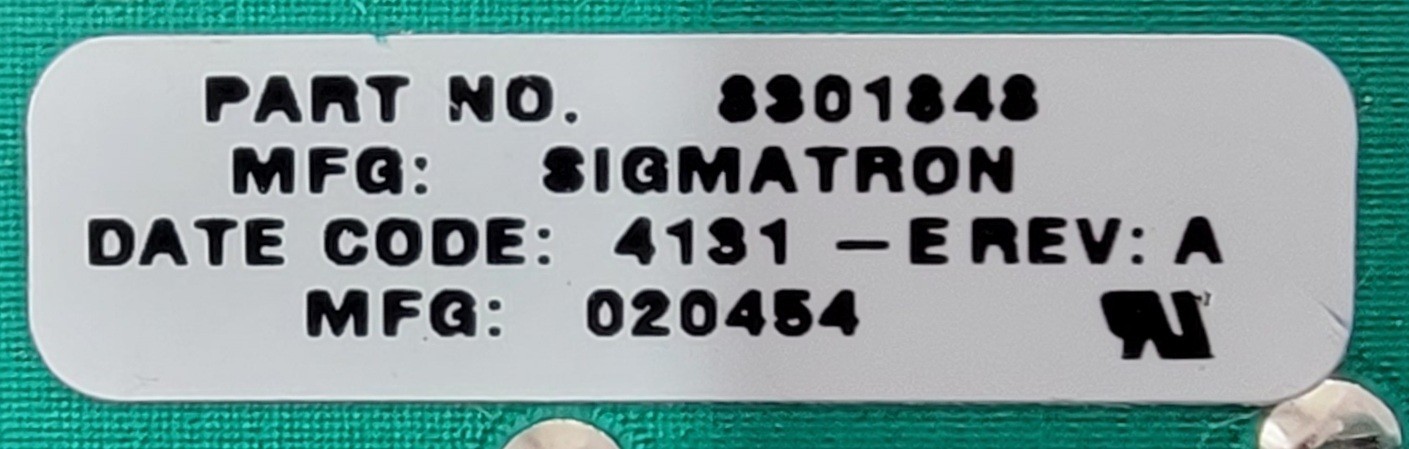 PART NO. 8301848
MFG: SIGMATRON
DATE CODE: 4131 – E REV: A
MFG: 020454